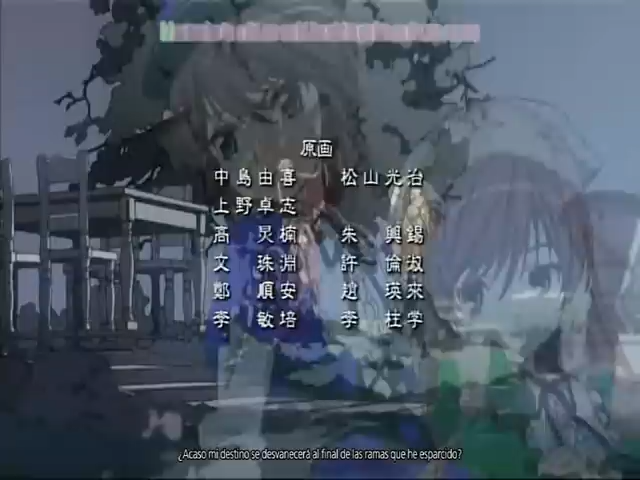 原画
中島由喜 松山光治
上野卓志
高炅楠 朱興錫
文珠淵 許倫淑
鄭順安 趙瑛來
李敏培 李柱学
¿Acaso mi destino se desvanecerá al final de las ramas que he esparcido?